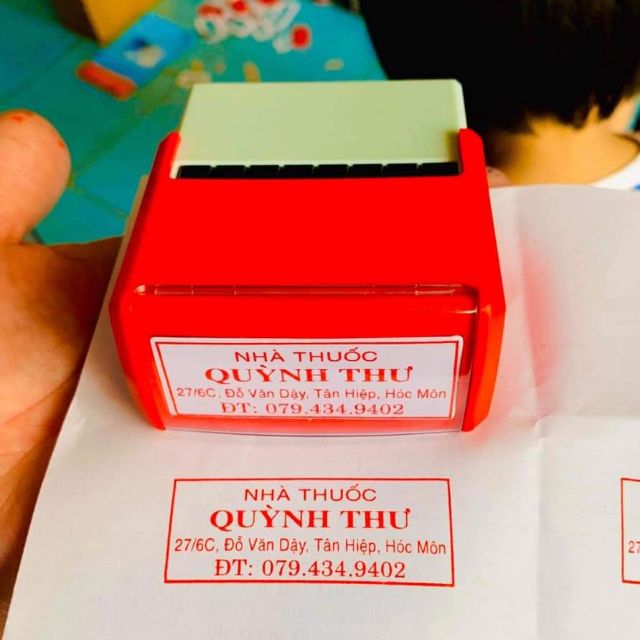 NHÀ THUỐC
QUỲNH THƯ
27/6C, Đỗ Văn Dậy, Tân Hiệp, Hóc Môn
ĐT: 079.434.9402
NHÀ THUỐC
QUỲNH THƯ
27/6C, Đỗ Văn Dậy, Tân Hiệp, Hóc Môn
ĐT: 079.434.9402
27